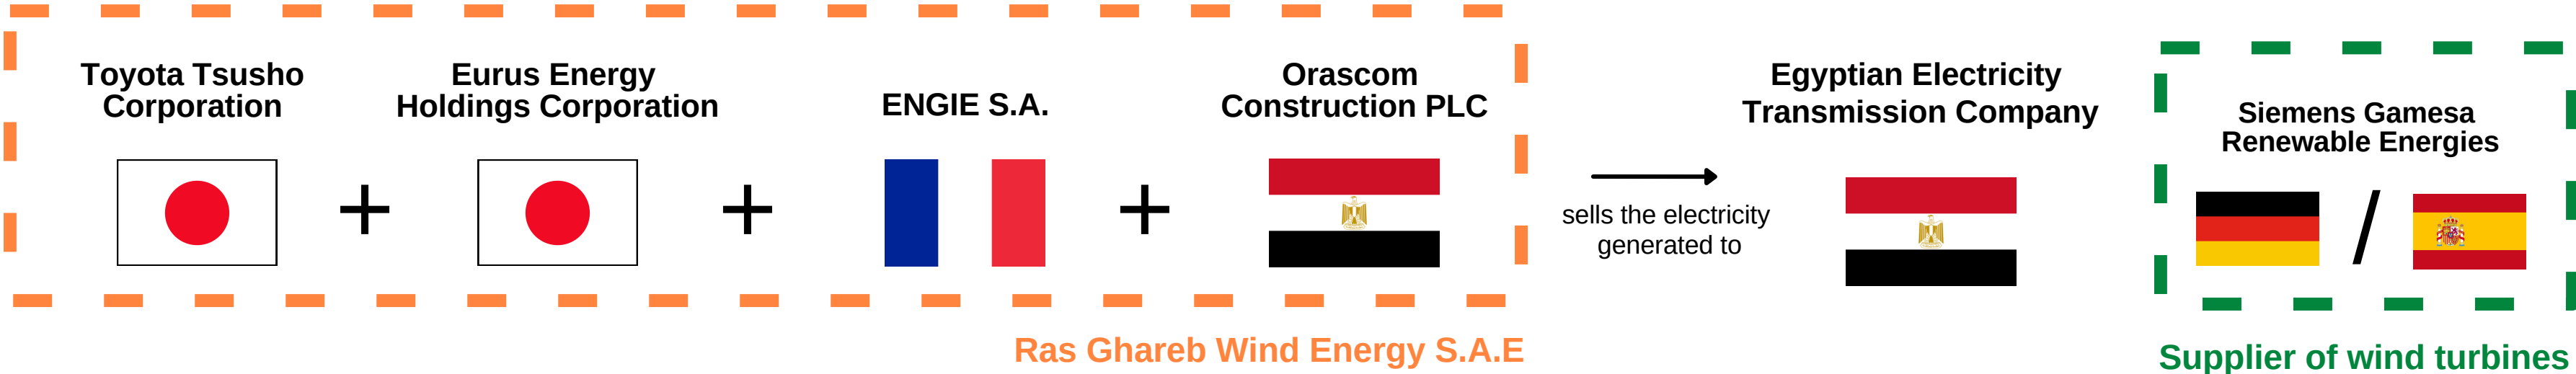 Toyota Tsusho
Corporation
Eurus Energy
Holdings Corporation
ENGIE S.A.
Orascom
Construction PLC
sells the electricity
generated to
Egyptian Electricity
Transmission Company
Siemens Gamesa
Renewable Energies
/
Ras Ghareb Wind Energy S.A.E
Supplier of wind turbines